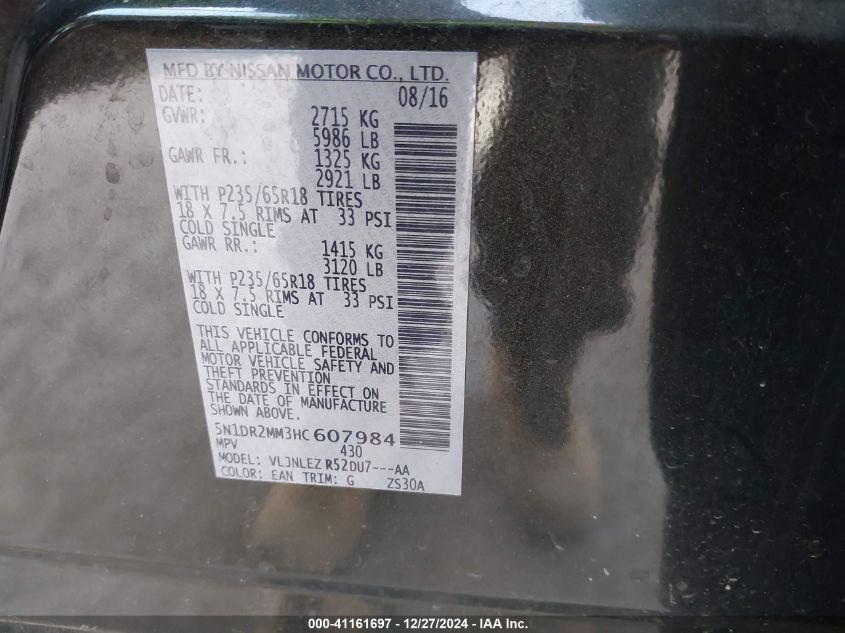 MFD BY NISSAN MOTOR CO., LTD.
DATE: 08/16
GVWR: 2715 KG
5986 LB
GAWR FR.: 1325 KG
2921 LB
WITH P235/65R18 TIRES
18 X 7.5 RIMS AT 33 PSI
COLD SINGLE
GAWR RR.: 1415 KG
3120 LB
WITH P235/65R18 TIRES
18 X 7.5 RIMS AT 33 PSI
COLD SINGLE
THIS VEHICLE CONFORMS TO
ALL APPLICABLE FEDERAL
MOTOR VEHICLE SAFETY AND
THEFT PREVENTION
STANDARDS IN EFFECT ON
THE DATE OF MANUFACTURE
SHOWN ABOVE.
5N1DR2MM3HC607984
MPV 430
MODEL: VLJNLEZ R52DU7---AA
COLOR: EAN TRIM: G ZS30A
000-41161697 - 12/27/2024 - IAA Inc.